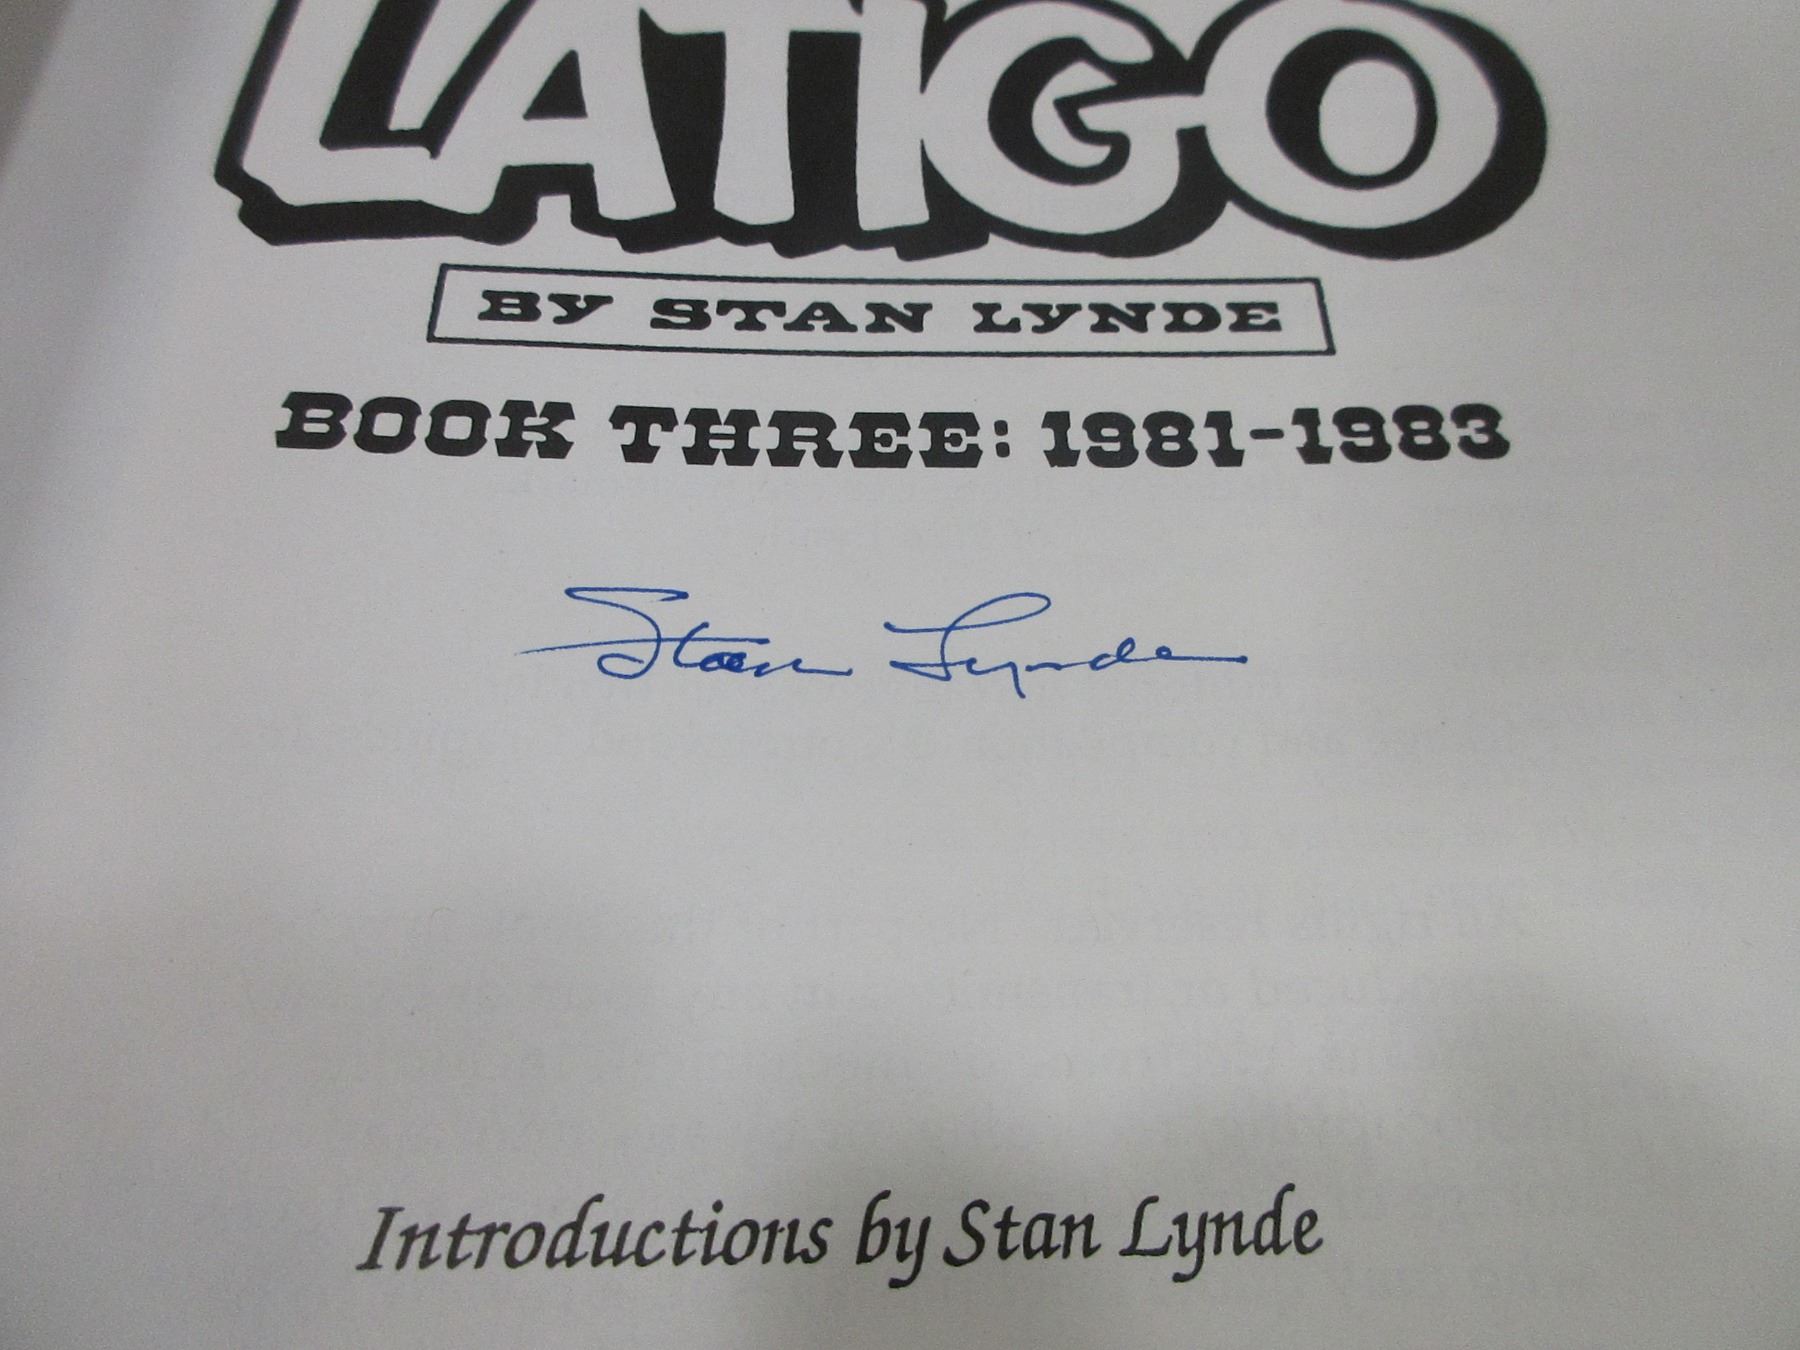 LATIGO
BY STAN LYNDE
BOOK THREE: 1981-1983
Stan Lynde
Introductions by Stan Lynde